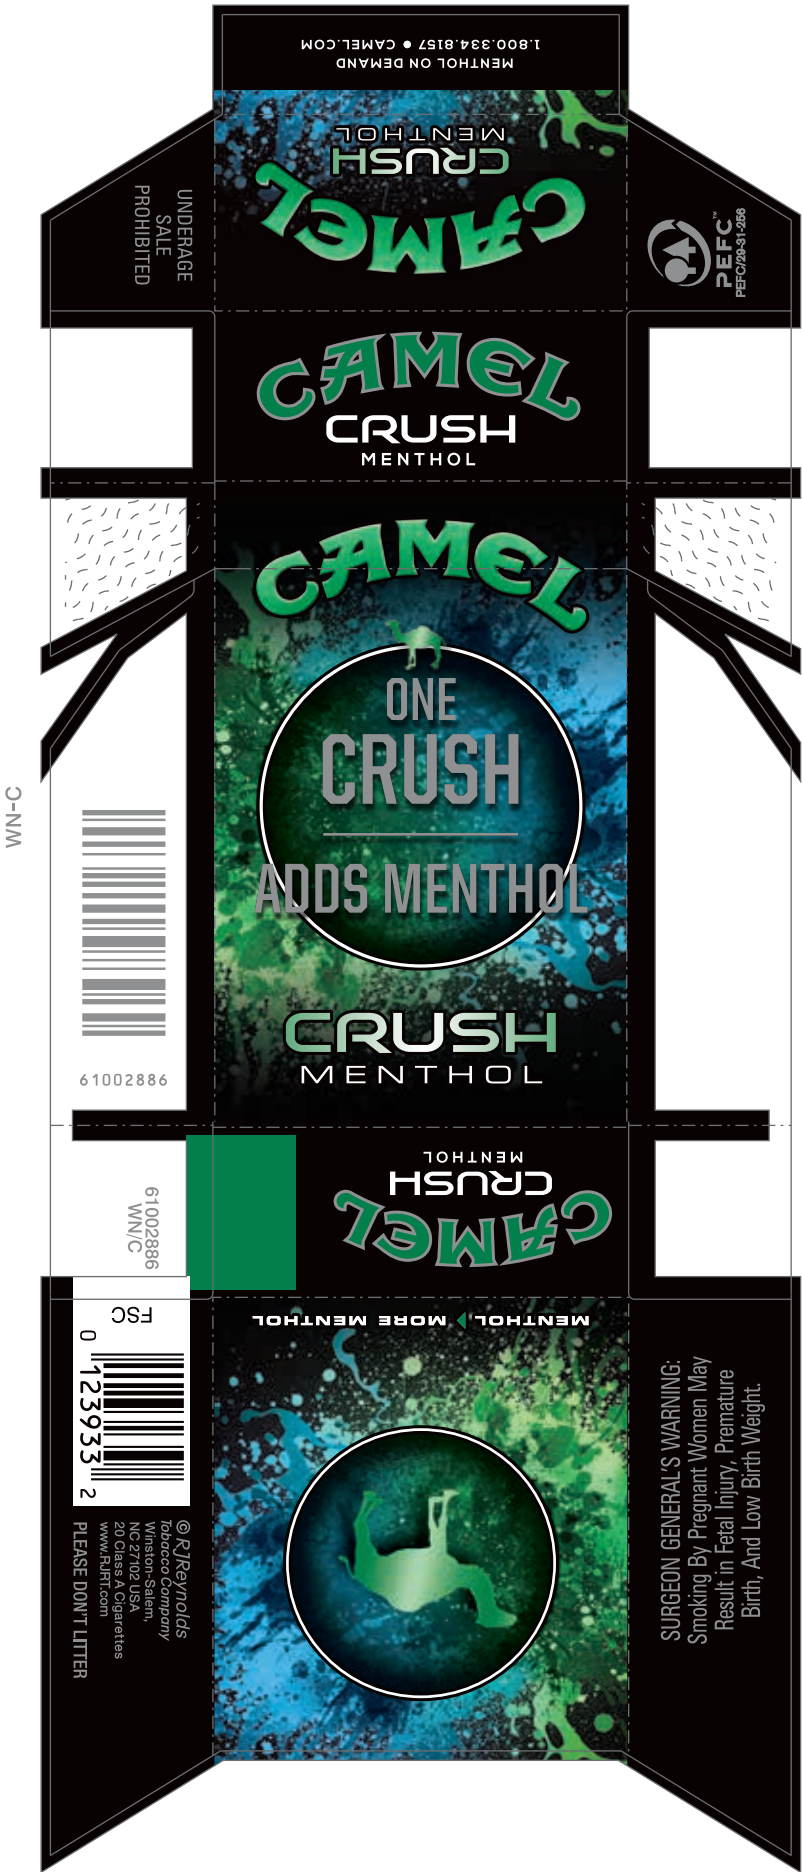 1.800.334.8157 ● CAMEL.COM
MENTHOL ON DEMAND
CAMEL
CRUSH
MENTHOL
UNDERAGE
SALE
PROHIBITED
PEFC™
PEFC/29-31-256
CAMEL
CRUSH
MENTHOL
CAMEL
ONE
CRUSH
ADDS MENTHOL
CRUSH
MENTHOL
WN-C
61002886
CAMEL
CRUSH
MENTHOL
61002886
WN/C
FSC
0 123933 2
MENTHOL MORE MENTHOL
© RJReynolds
Tobacco Company
Winston-Salem,
NC 27102 USA
20 Class A Cigarettes
www.RJRT.com
PLEASE DON'T LITTER
SURGEON GENERAL'S WARNING:
Smoking By Pregnant Women May
Result in Fetal Injury, Premature
Birth, And Low Birth Weight.